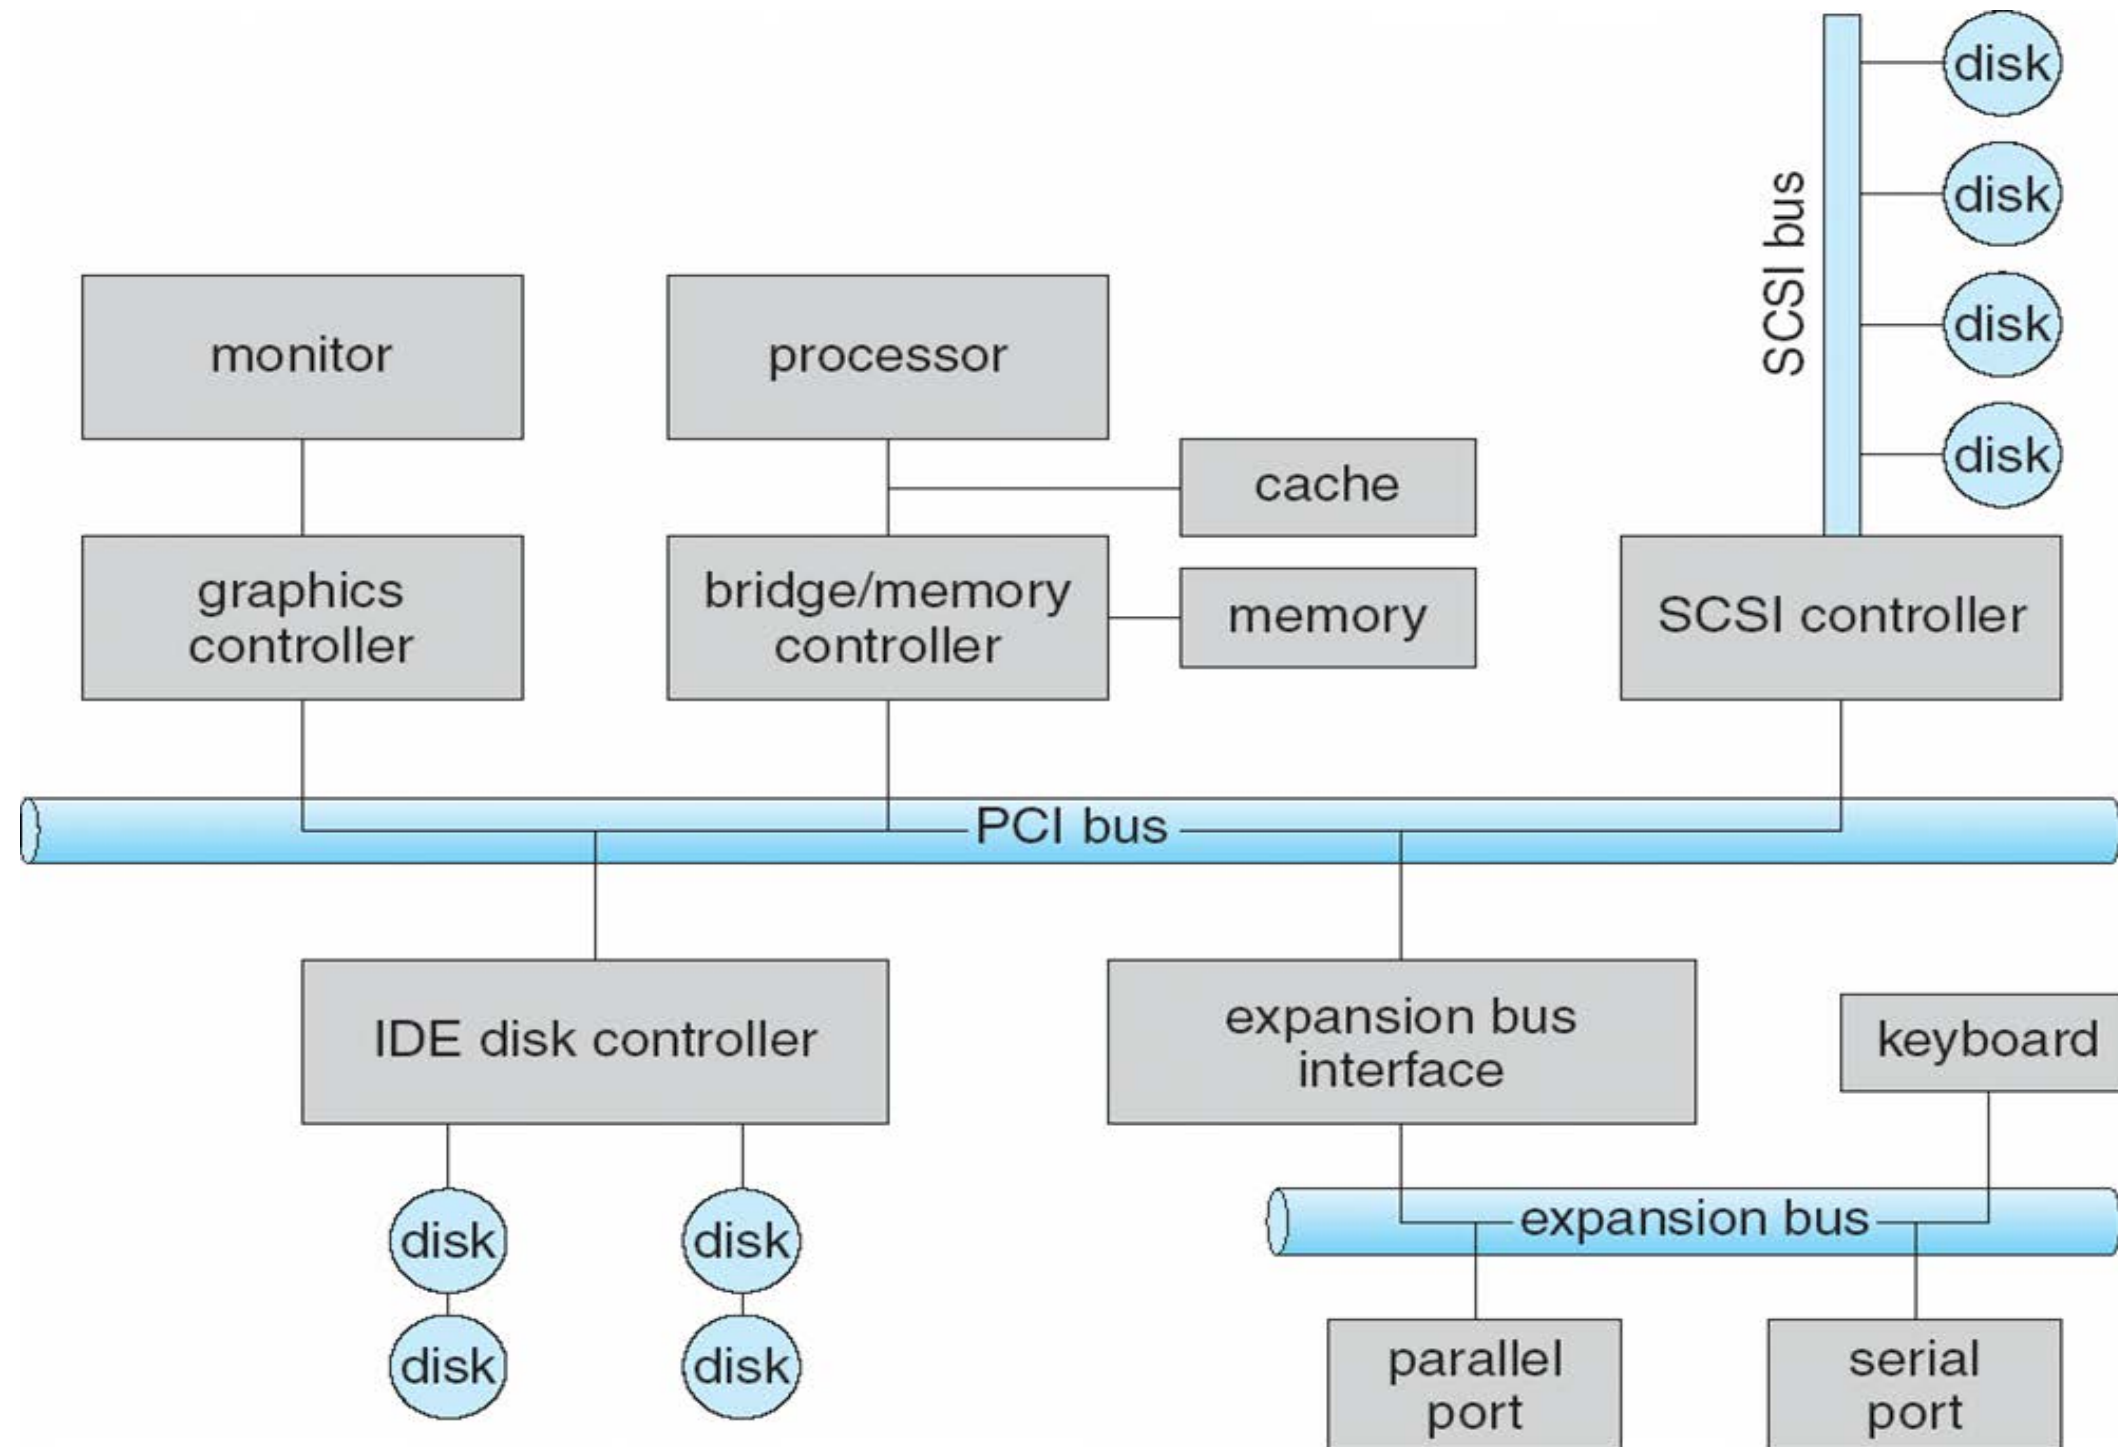 disk
disk
SCSI bus
disk
disk
monitor
processor
cache
graphics
controller
bridge/memory
controller
memory
SCSI controller
PCI bus
IDE disk controller
expansion bus
interface
keyboard
disk
disk
expansion bus
disk
disk
parallel
port
serial
port